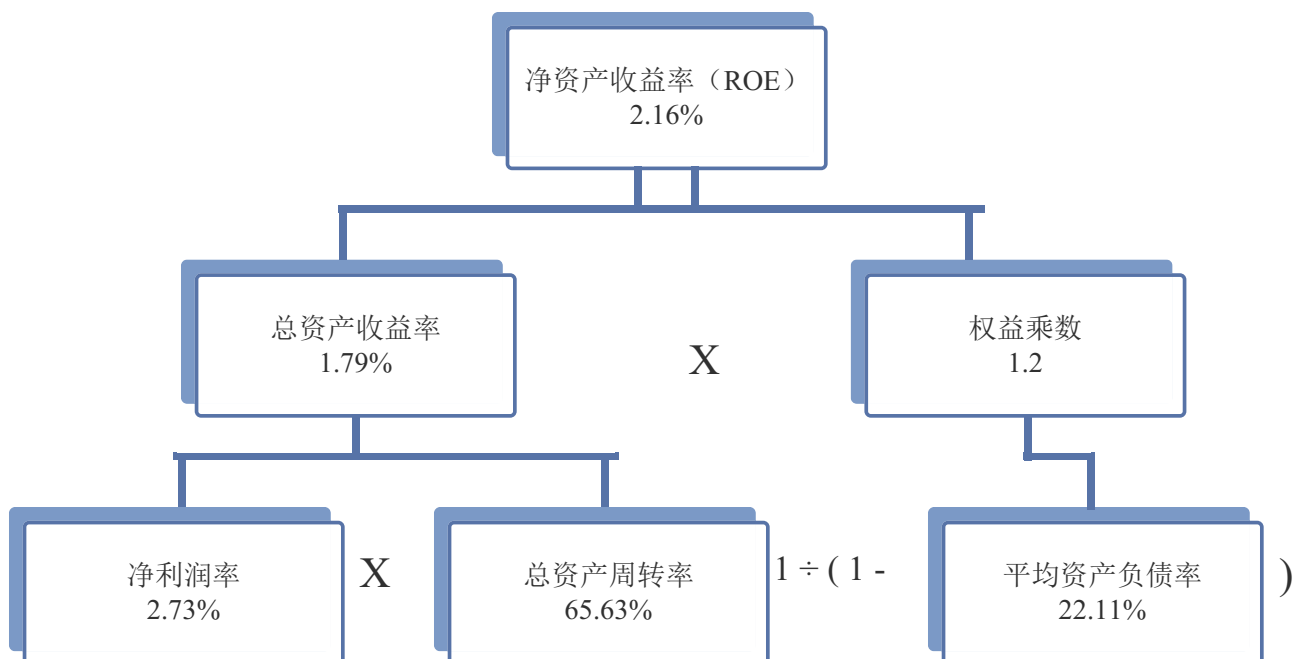 净资产收益率（ROE）
2.16%
总资产收益率
1.79%
X
权益乘数
1.2
净利润率
2.73%
X
总资产周转率
65.63%
1 ÷ ( 1 -
平均资产负债率
22.11%
)